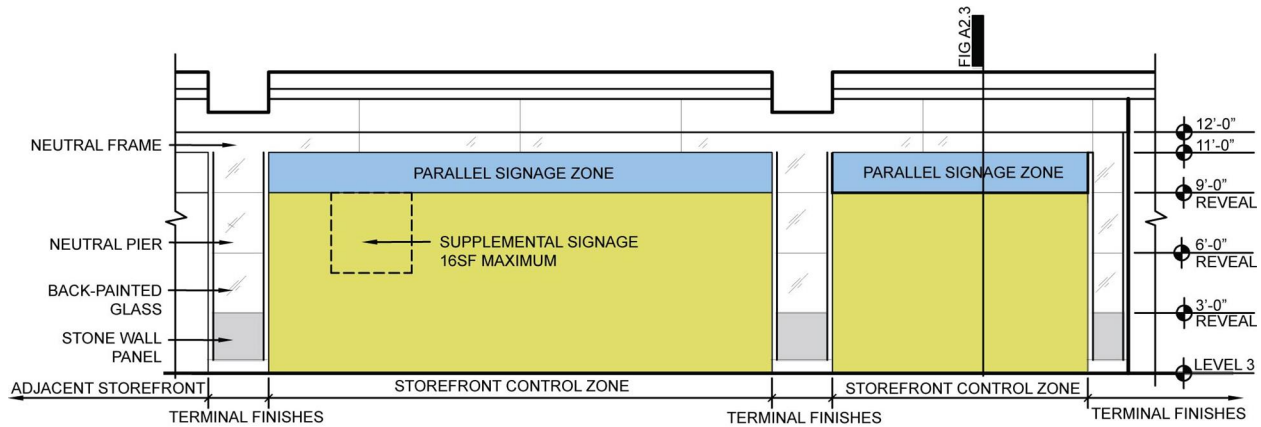 FIG A2.3
NEUTRAL FRAME
12'-0"
11'-0"
PARALLEL SIGNAGE ZONE
PARALLEL SIGNAGE ZONE
9'-0"
REVEAL
NEUTRAL PIER
SUPPLEMENTAL SIGNAGE
16SF MAXIMUM
6'-0"
REVEAL
BACK-PAINTED
GLASS
3'-0"
REVEAL
STONE WALL
PANEL
LEVEL 3
ADJACENT STOREFRONT
STOREFRONT CONTROL ZONE
STOREFRONT CONTROL ZONE
TERMINAL FINISHES
TERMINAL FINISHES
TERMINAL FINISHES